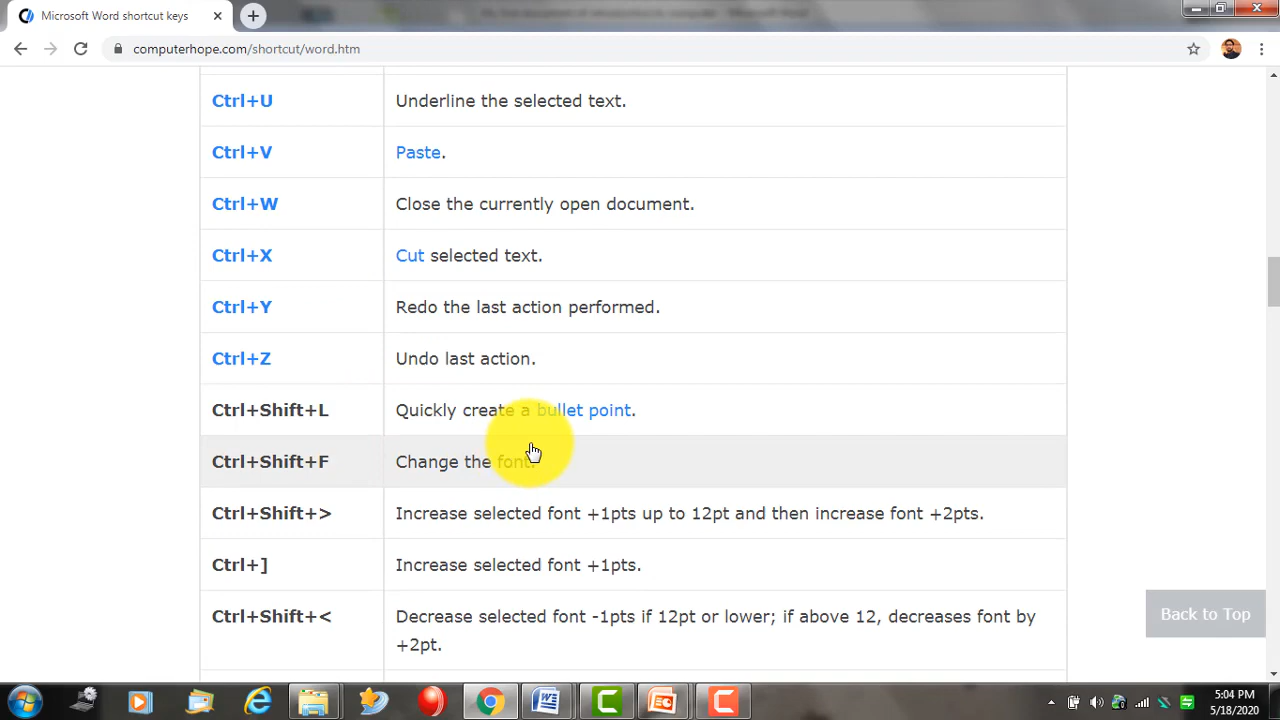 Microsoft Word shortcut keys
computerhope.com/shortcut/word.htm
Ctrl+U Underline the selected text.
Ctrl+V Paste.
Ctrl+W Close the currently open document.
Ctrl+X Cut selected text.
Ctrl+Y Redo the last action performed.
Ctrl+Z Undo last action.
Ctrl+Shift+L Quickly create a bullet point.
Ctrl+Shift+F Change the font.
Ctrl+Shift+> Increase selected font +1pts up to 12pt and then increase font +2pts.
Ctrl+] Increase selected font +1pts.
Ctrl+Shift+< Decrease selected font -1pts if 12pt or lower; if above 12, decreases font by
+2pt.
Back to Top
5:04 PM
5/18/2020